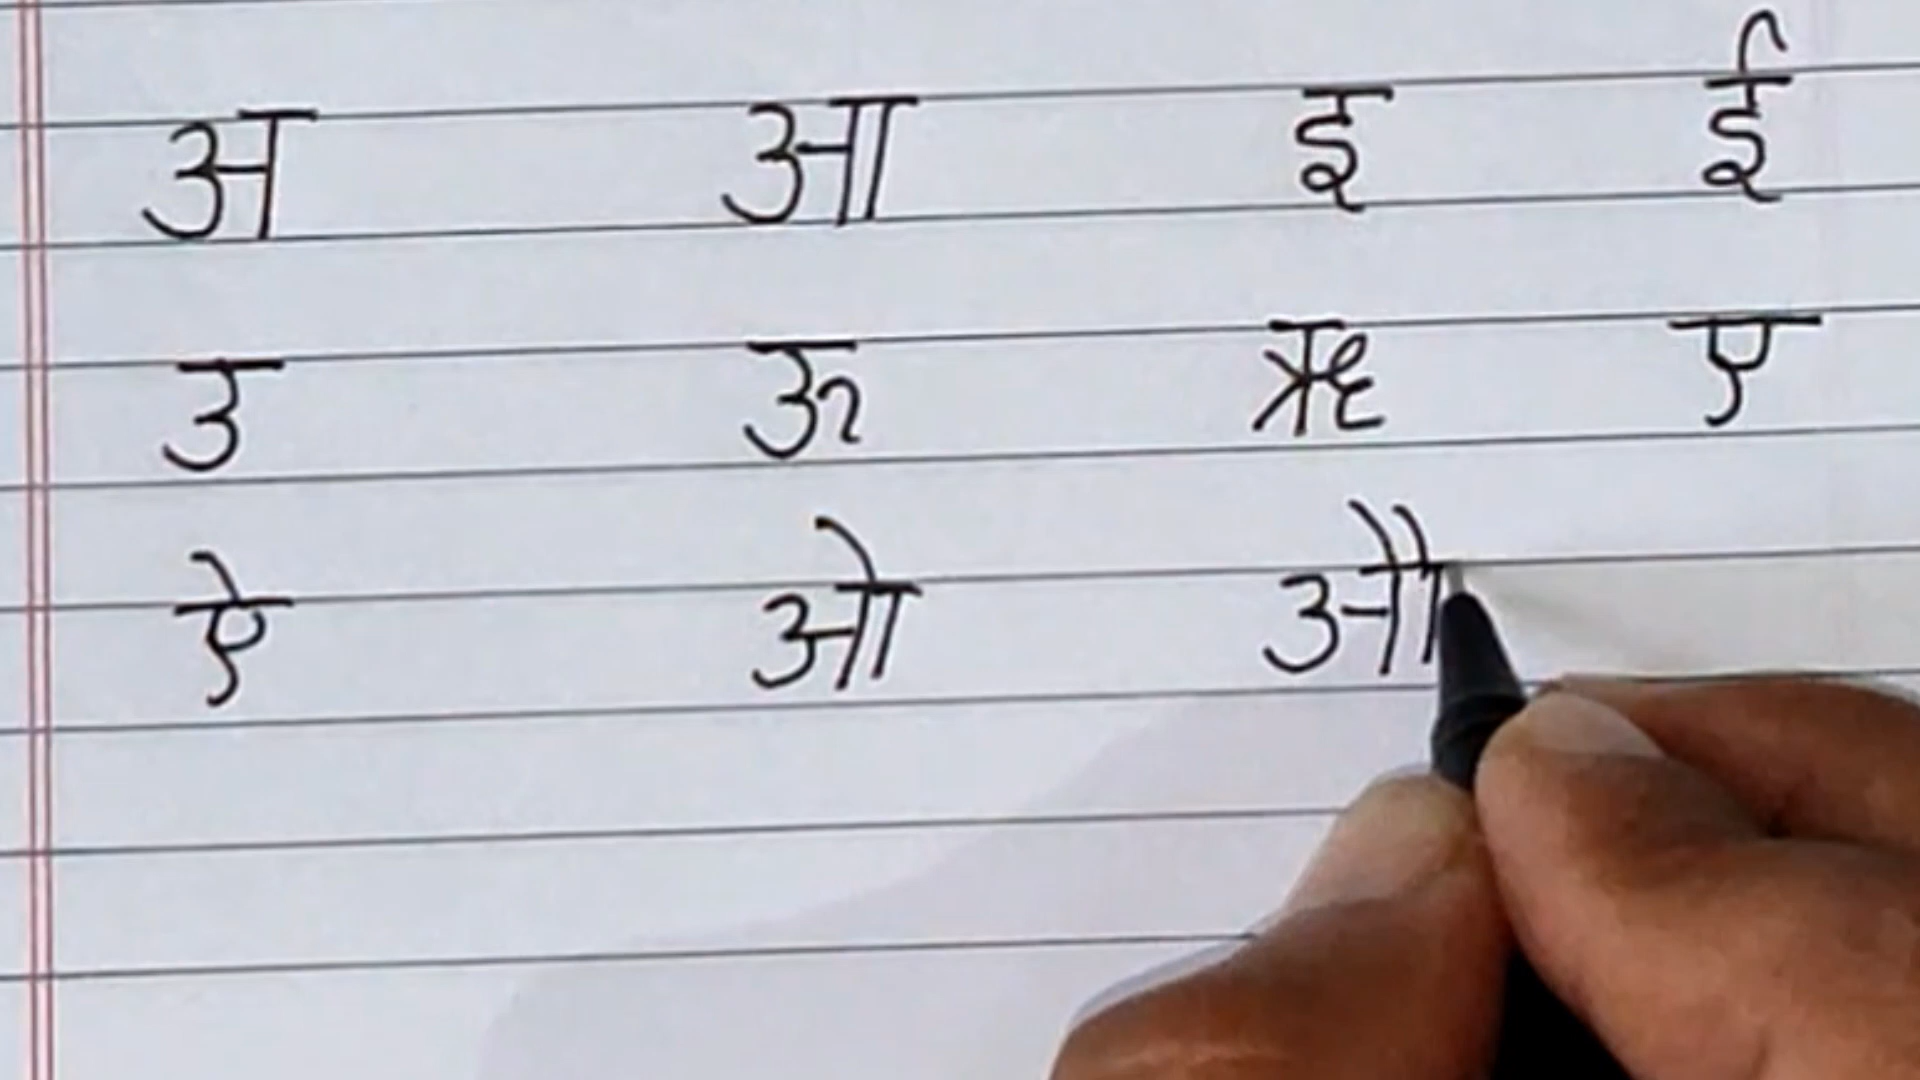 अ आ इ ई
उ ऊ ऋ ए
ऐ ओ औ